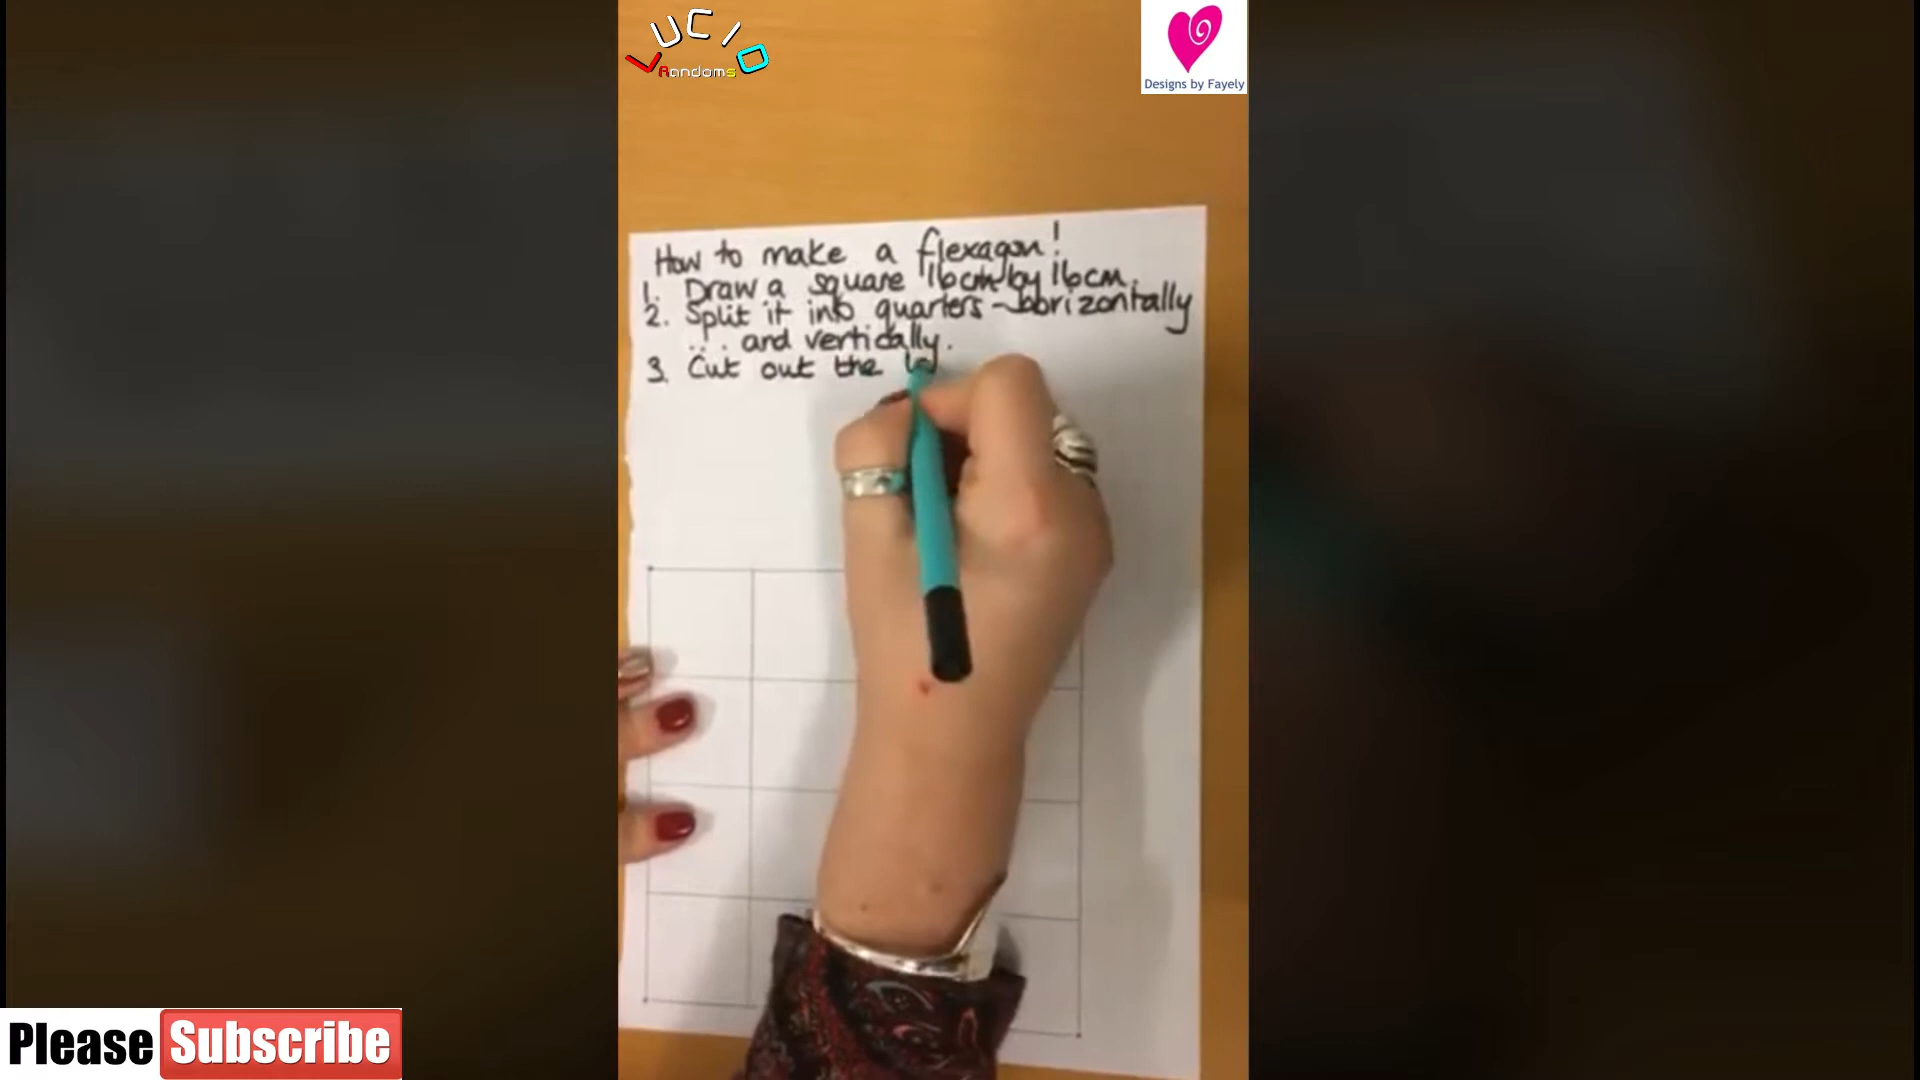 LUCIO
Randoms
Designs by Fayely
How to make a flexagon!
1. Draw a square 16cm by 16cm.
2. Split it into quarters - horizontally
... and vertically.
3. Cut out the
Please Subscribe